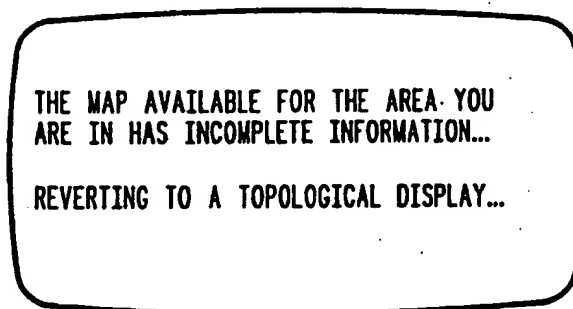 THE MAP AVAILABLE FOR THE AREA YOU
ARE IN HAS INCOMPLETE INFORMATION...
REVERTING TO A TOPOLOGICAL DISPLAY...